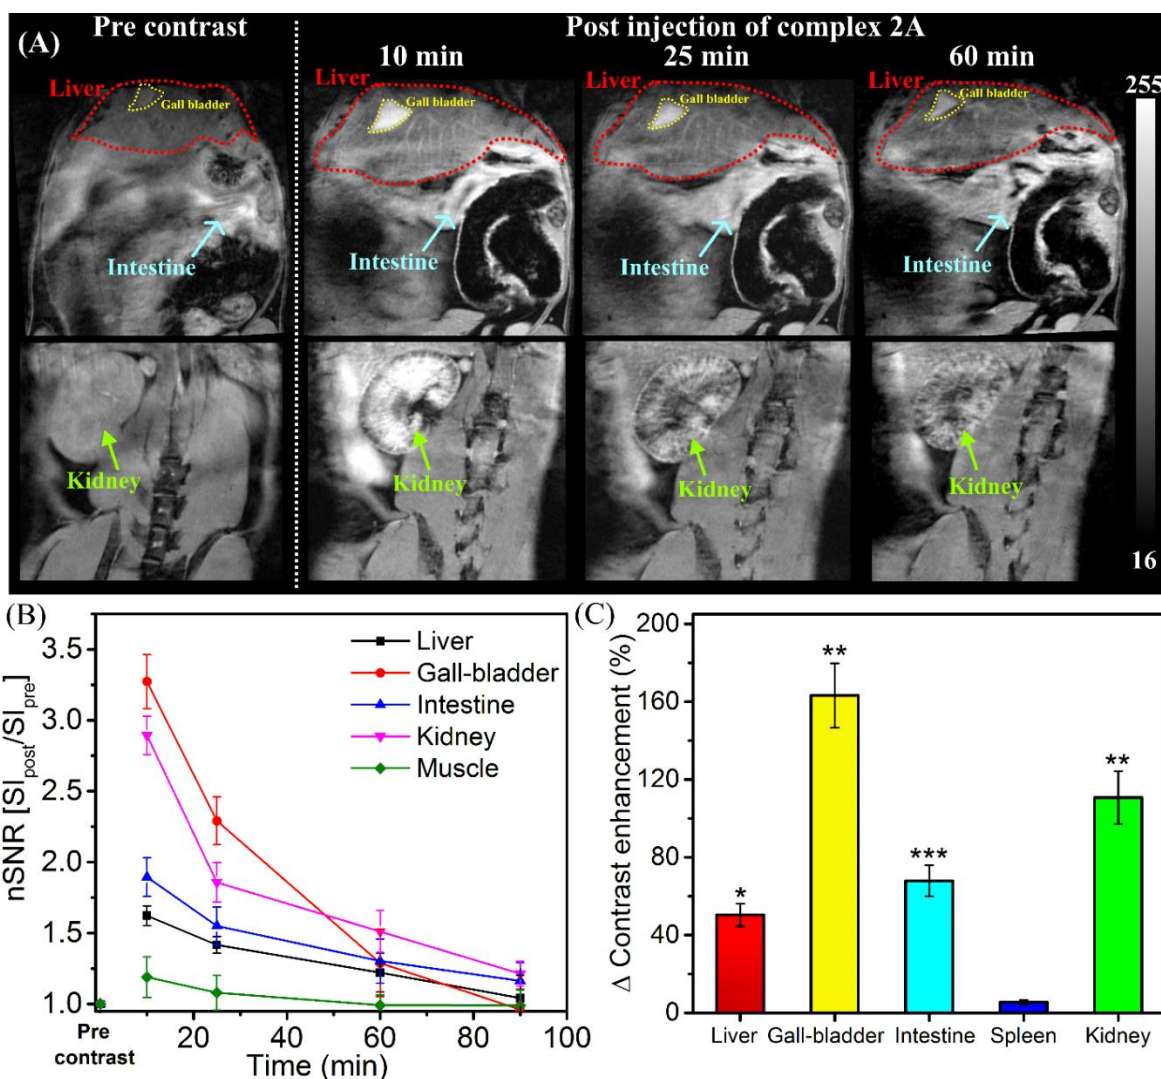 (A)
Pre contrast
Post injection of complex 2A
10 min
25 min
60 min
255
Liver
Gall bladder
Liver
Gall bladder
Liver
Gall bladder
Liver
Gall bladder
Intestine
Intestine
Intestine
Intestine
Kidney
Kidney
Kidney
Kidney
16
(B)
nSNR [SIpost/SIpre]
3.5
3.0
2.5
2.0
1.5
1.0
Liver
Gall-bladder
Intestine
Kidney
Muscle
Pre
contrast
20
40
60
80
100
Time (min)
(C)
Δ Contrast enhancement (%)
200
160
120
80
40
0
*
**
***
**
Liver
Gall-bladder
Intestine
Spleen
Kidney